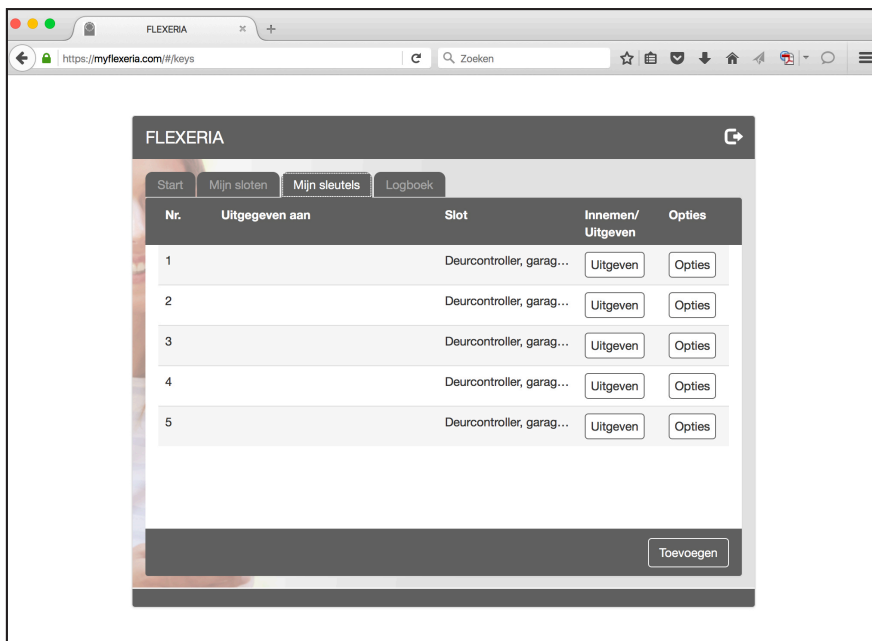 FLEXERIA
https://myflexeria.com/#/keys
Zoeken
FLEXERIA
Start Mijn sloten Mijn sleutels Logboek
Nr. Uitgegeven aan Slot Innemen/ Opties
Uitgeven
1 Deurcontroller, garag… Uitgeven Opties
2 Deurcontroller, garag… Uitgeven Opties
3 Deurcontroller, garag… Uitgeven Opties
4 Deurcontroller, garag… Uitgeven Opties
5 Deurcontroller, garag… Uitgeven Opties
Toevoegen